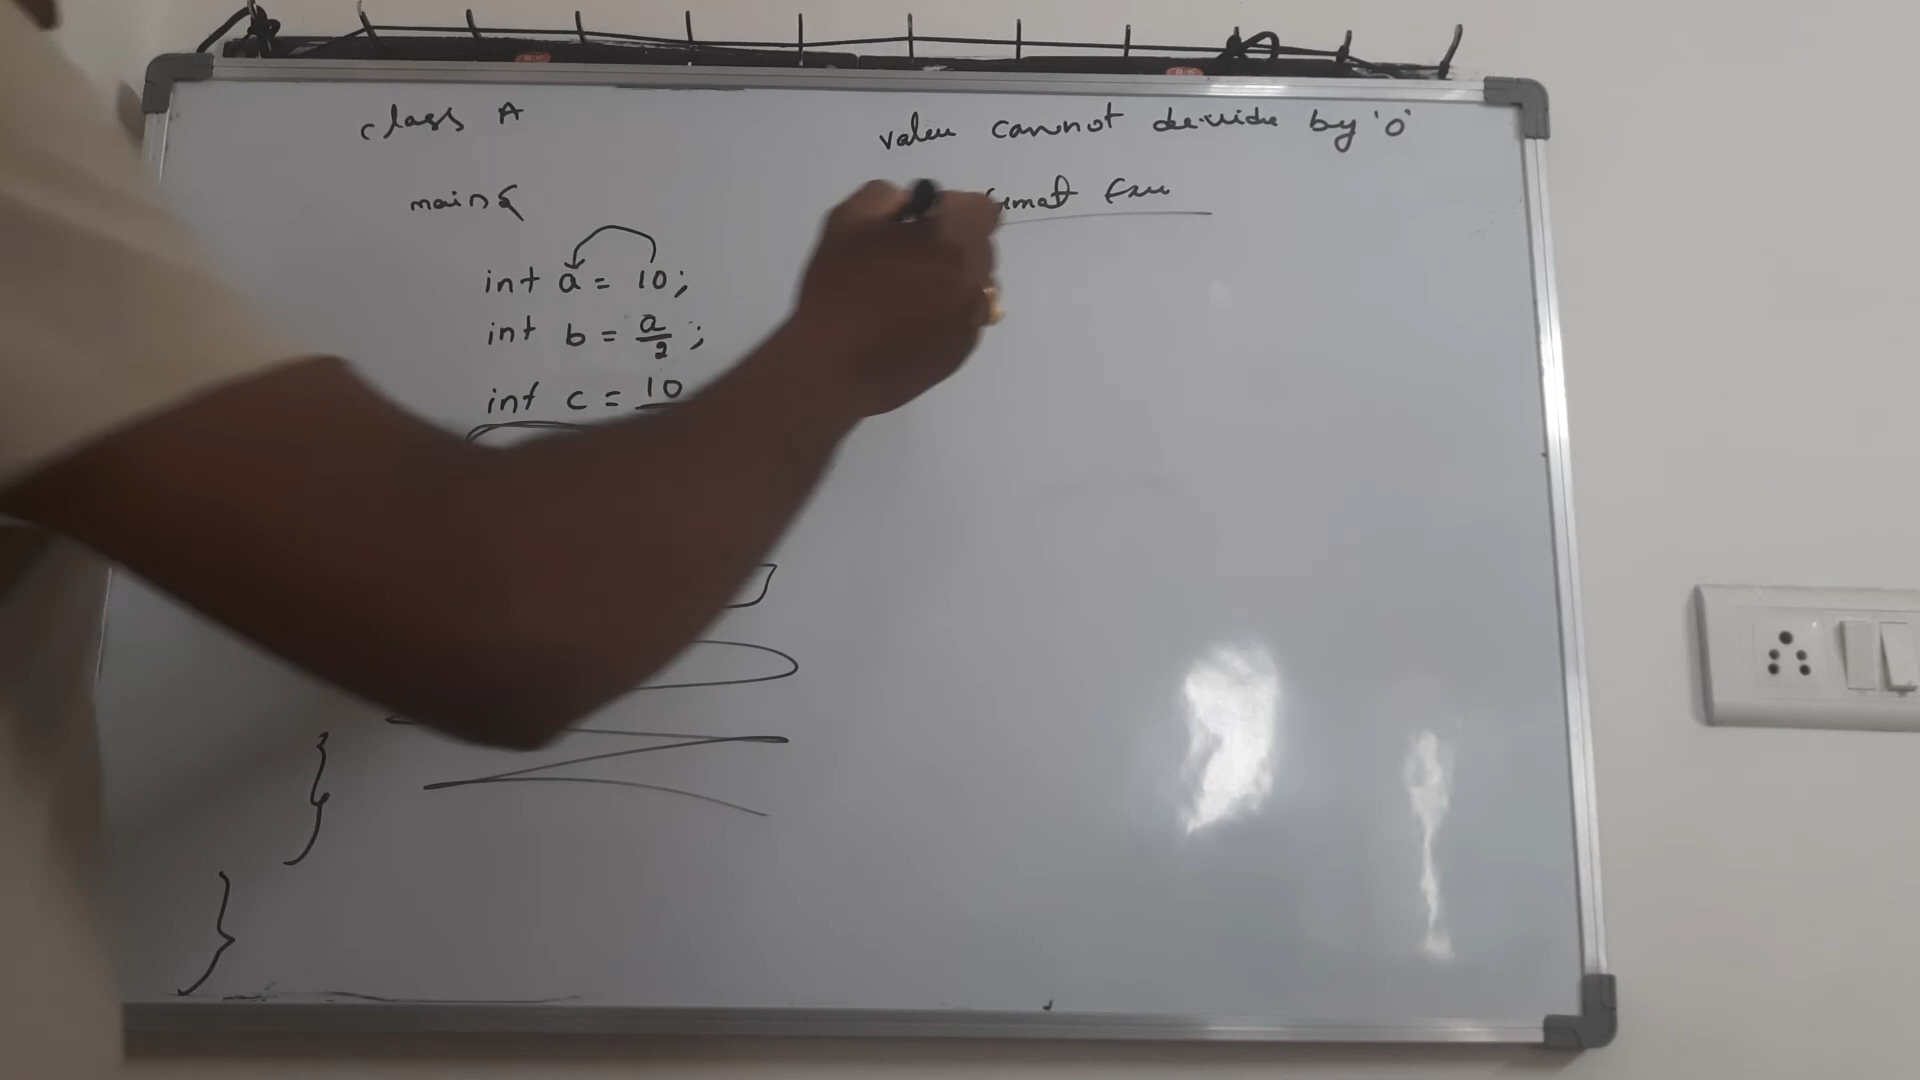 class A
main {
int a = 10;
int b = a/2;
int c = 10
}
}
value cannot devide by '0'